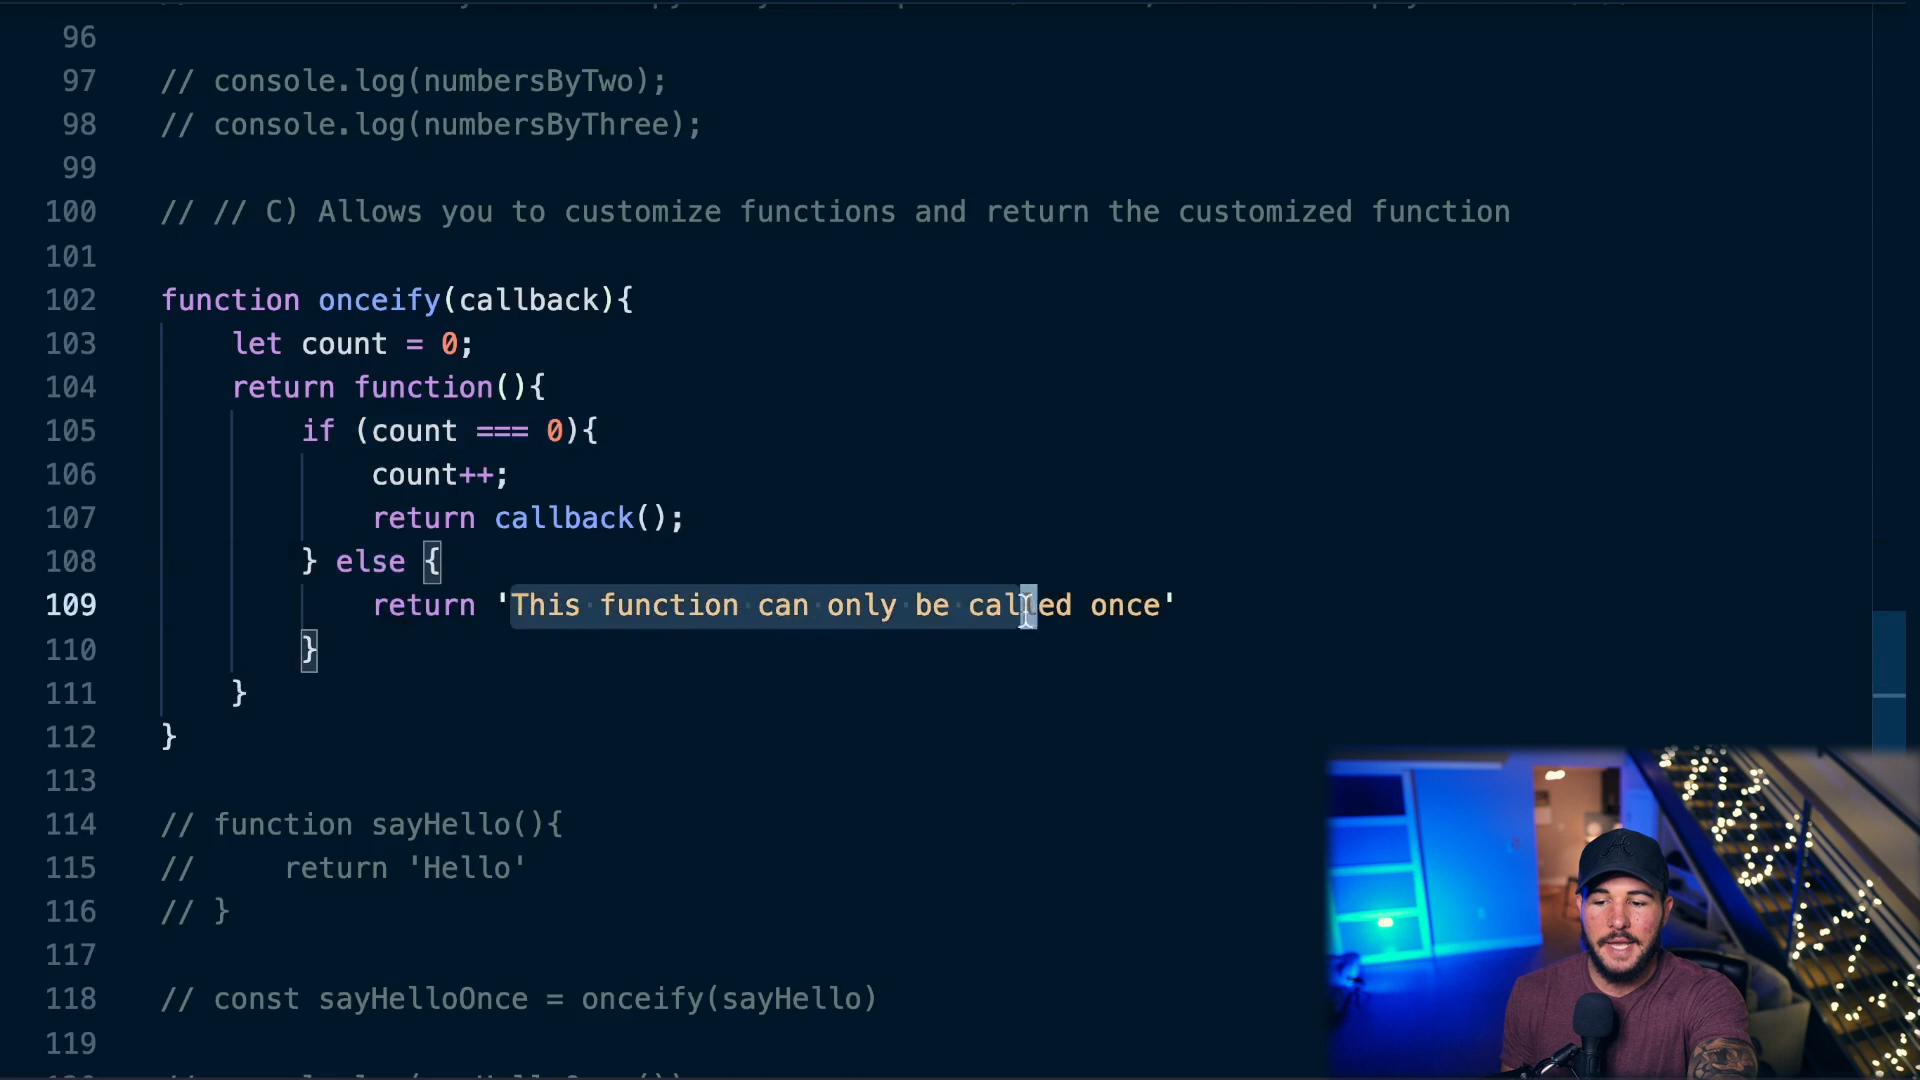 96
97 // console.log(numbersByTwo);
98 // console.log(numbersByThree);
99
100 // // C) Allows you to customize functions and return the customized function
101
102 function onceify(callback){
103 let count = 0;
104 return function(){
105 if (count === 0){
106 count++;
107 return callback();
108 } else {
109 return 'This function can only be called once'
110 }
111 }
112 }
113
114 // function sayHello(){
115 // return 'Hello'
116 // }
117
118 // const sayHelloOnce = onceify(sayHello)
119